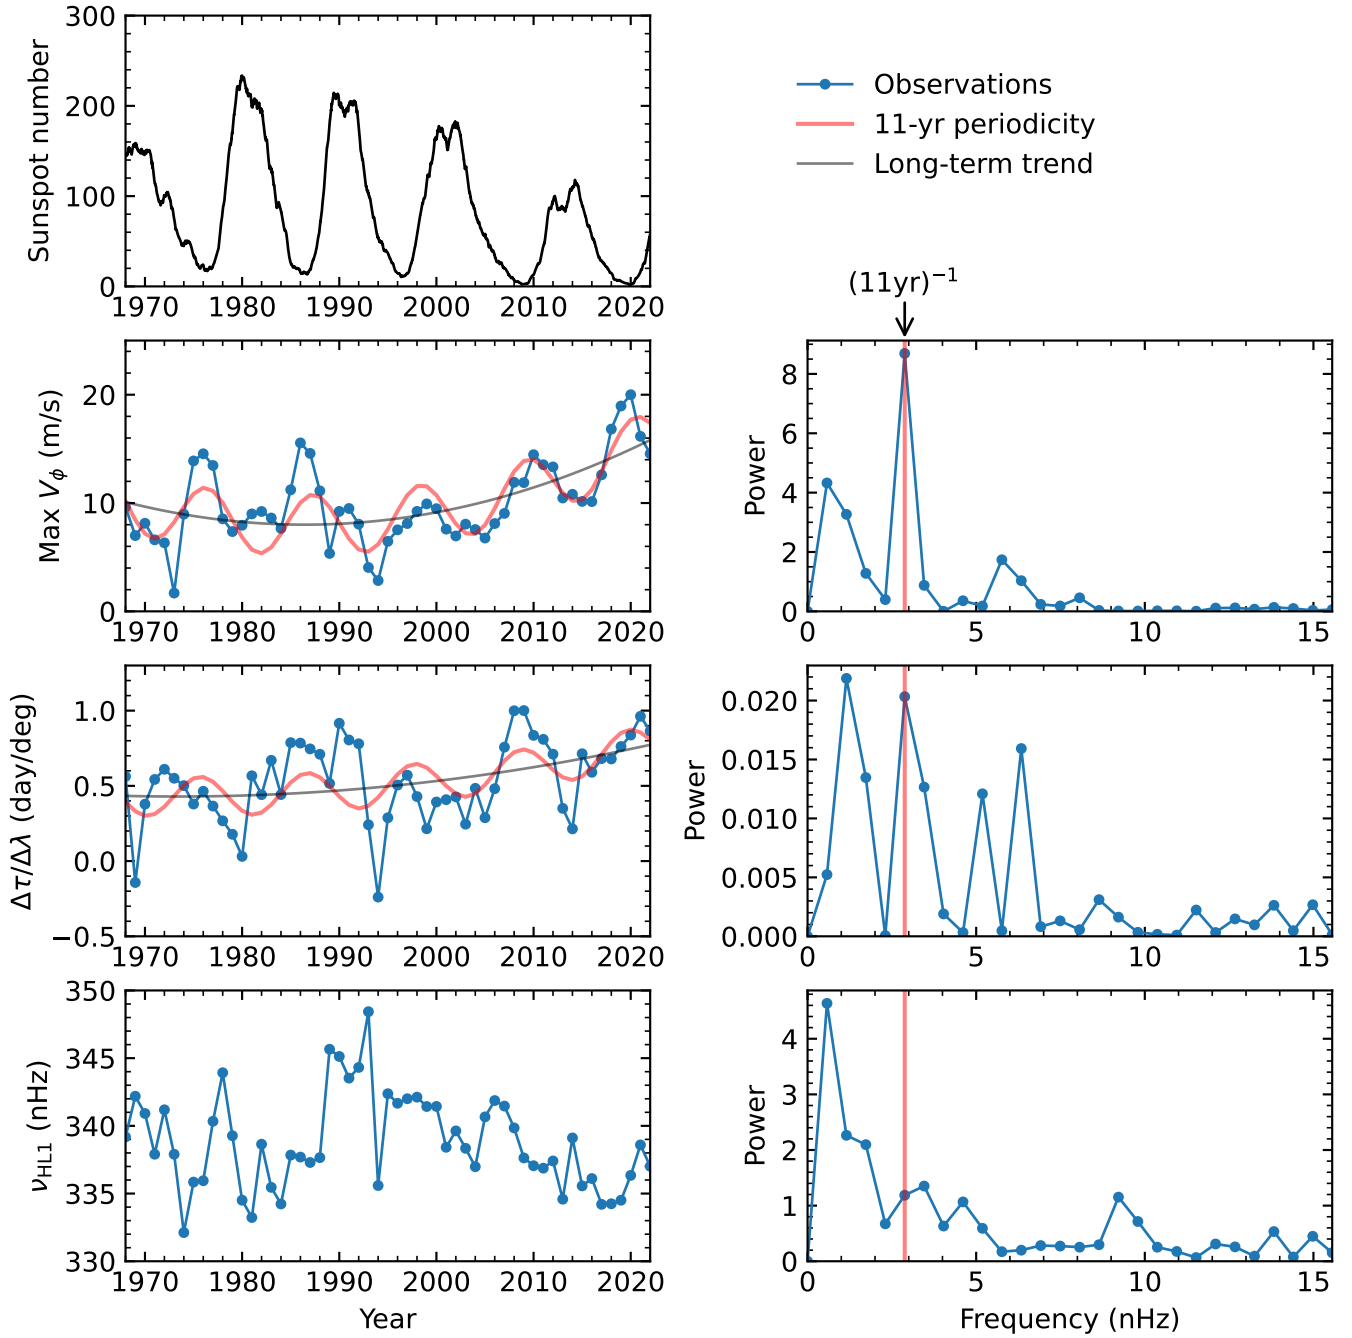 300
200
100
0
Sunspot number
1970 1980 1990 2000 2010 2020
Observations
11-yr periodicity
Long-term trend
(11yr)⁻¹
20
10
0
Max V𝜙 (m/s)
1970 1980 1990 2000 2010 2020
8
6
4
2
0
Power
0 5 10 15
1.0
0.5
0.0
−0.5
Δτ/Δλ (day/deg)
1970 1980 1990 2000 2010 2020
0.020
0.015
0.010
0.005
0.000
Power
0 5 10 15
350
345
340
335
330
νHL1 (nHz)
1970 1980 1990 2000 2010 2020
Year
4
3
2
1
0
Power
0 5 10 15
Frequency (nHz)